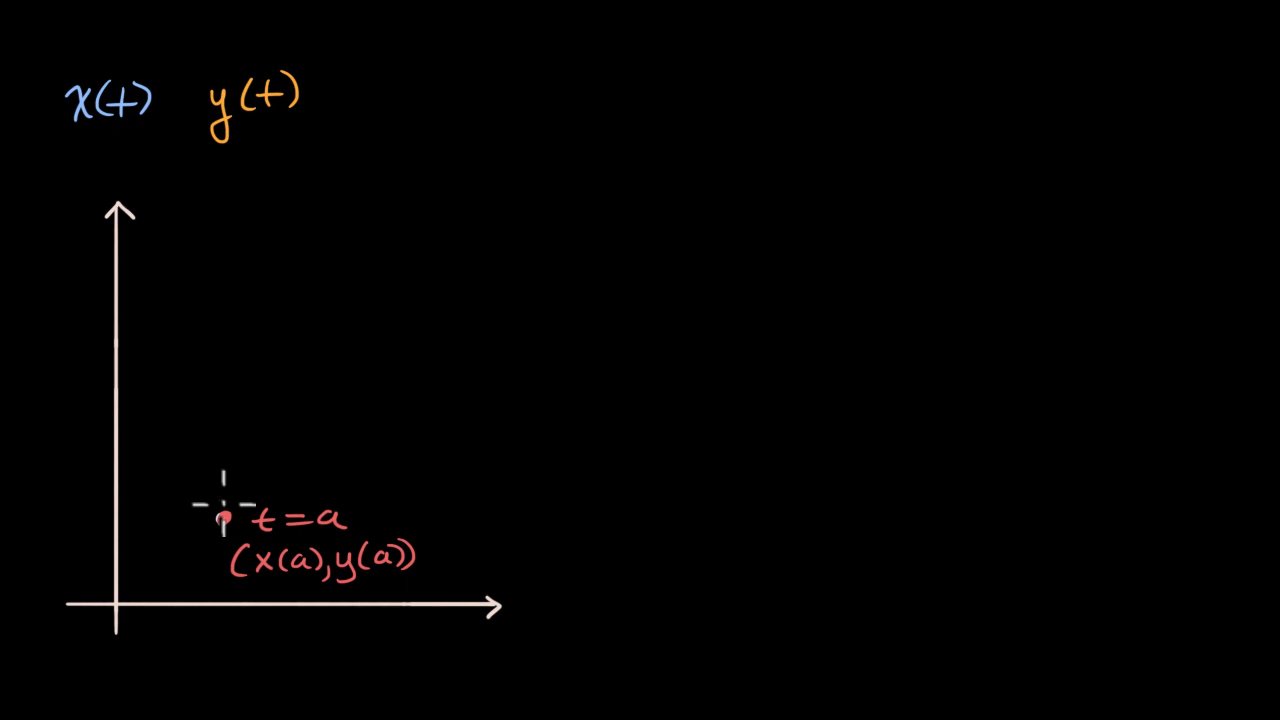 x(t) y(t)
t = a
(x(a), y(a))